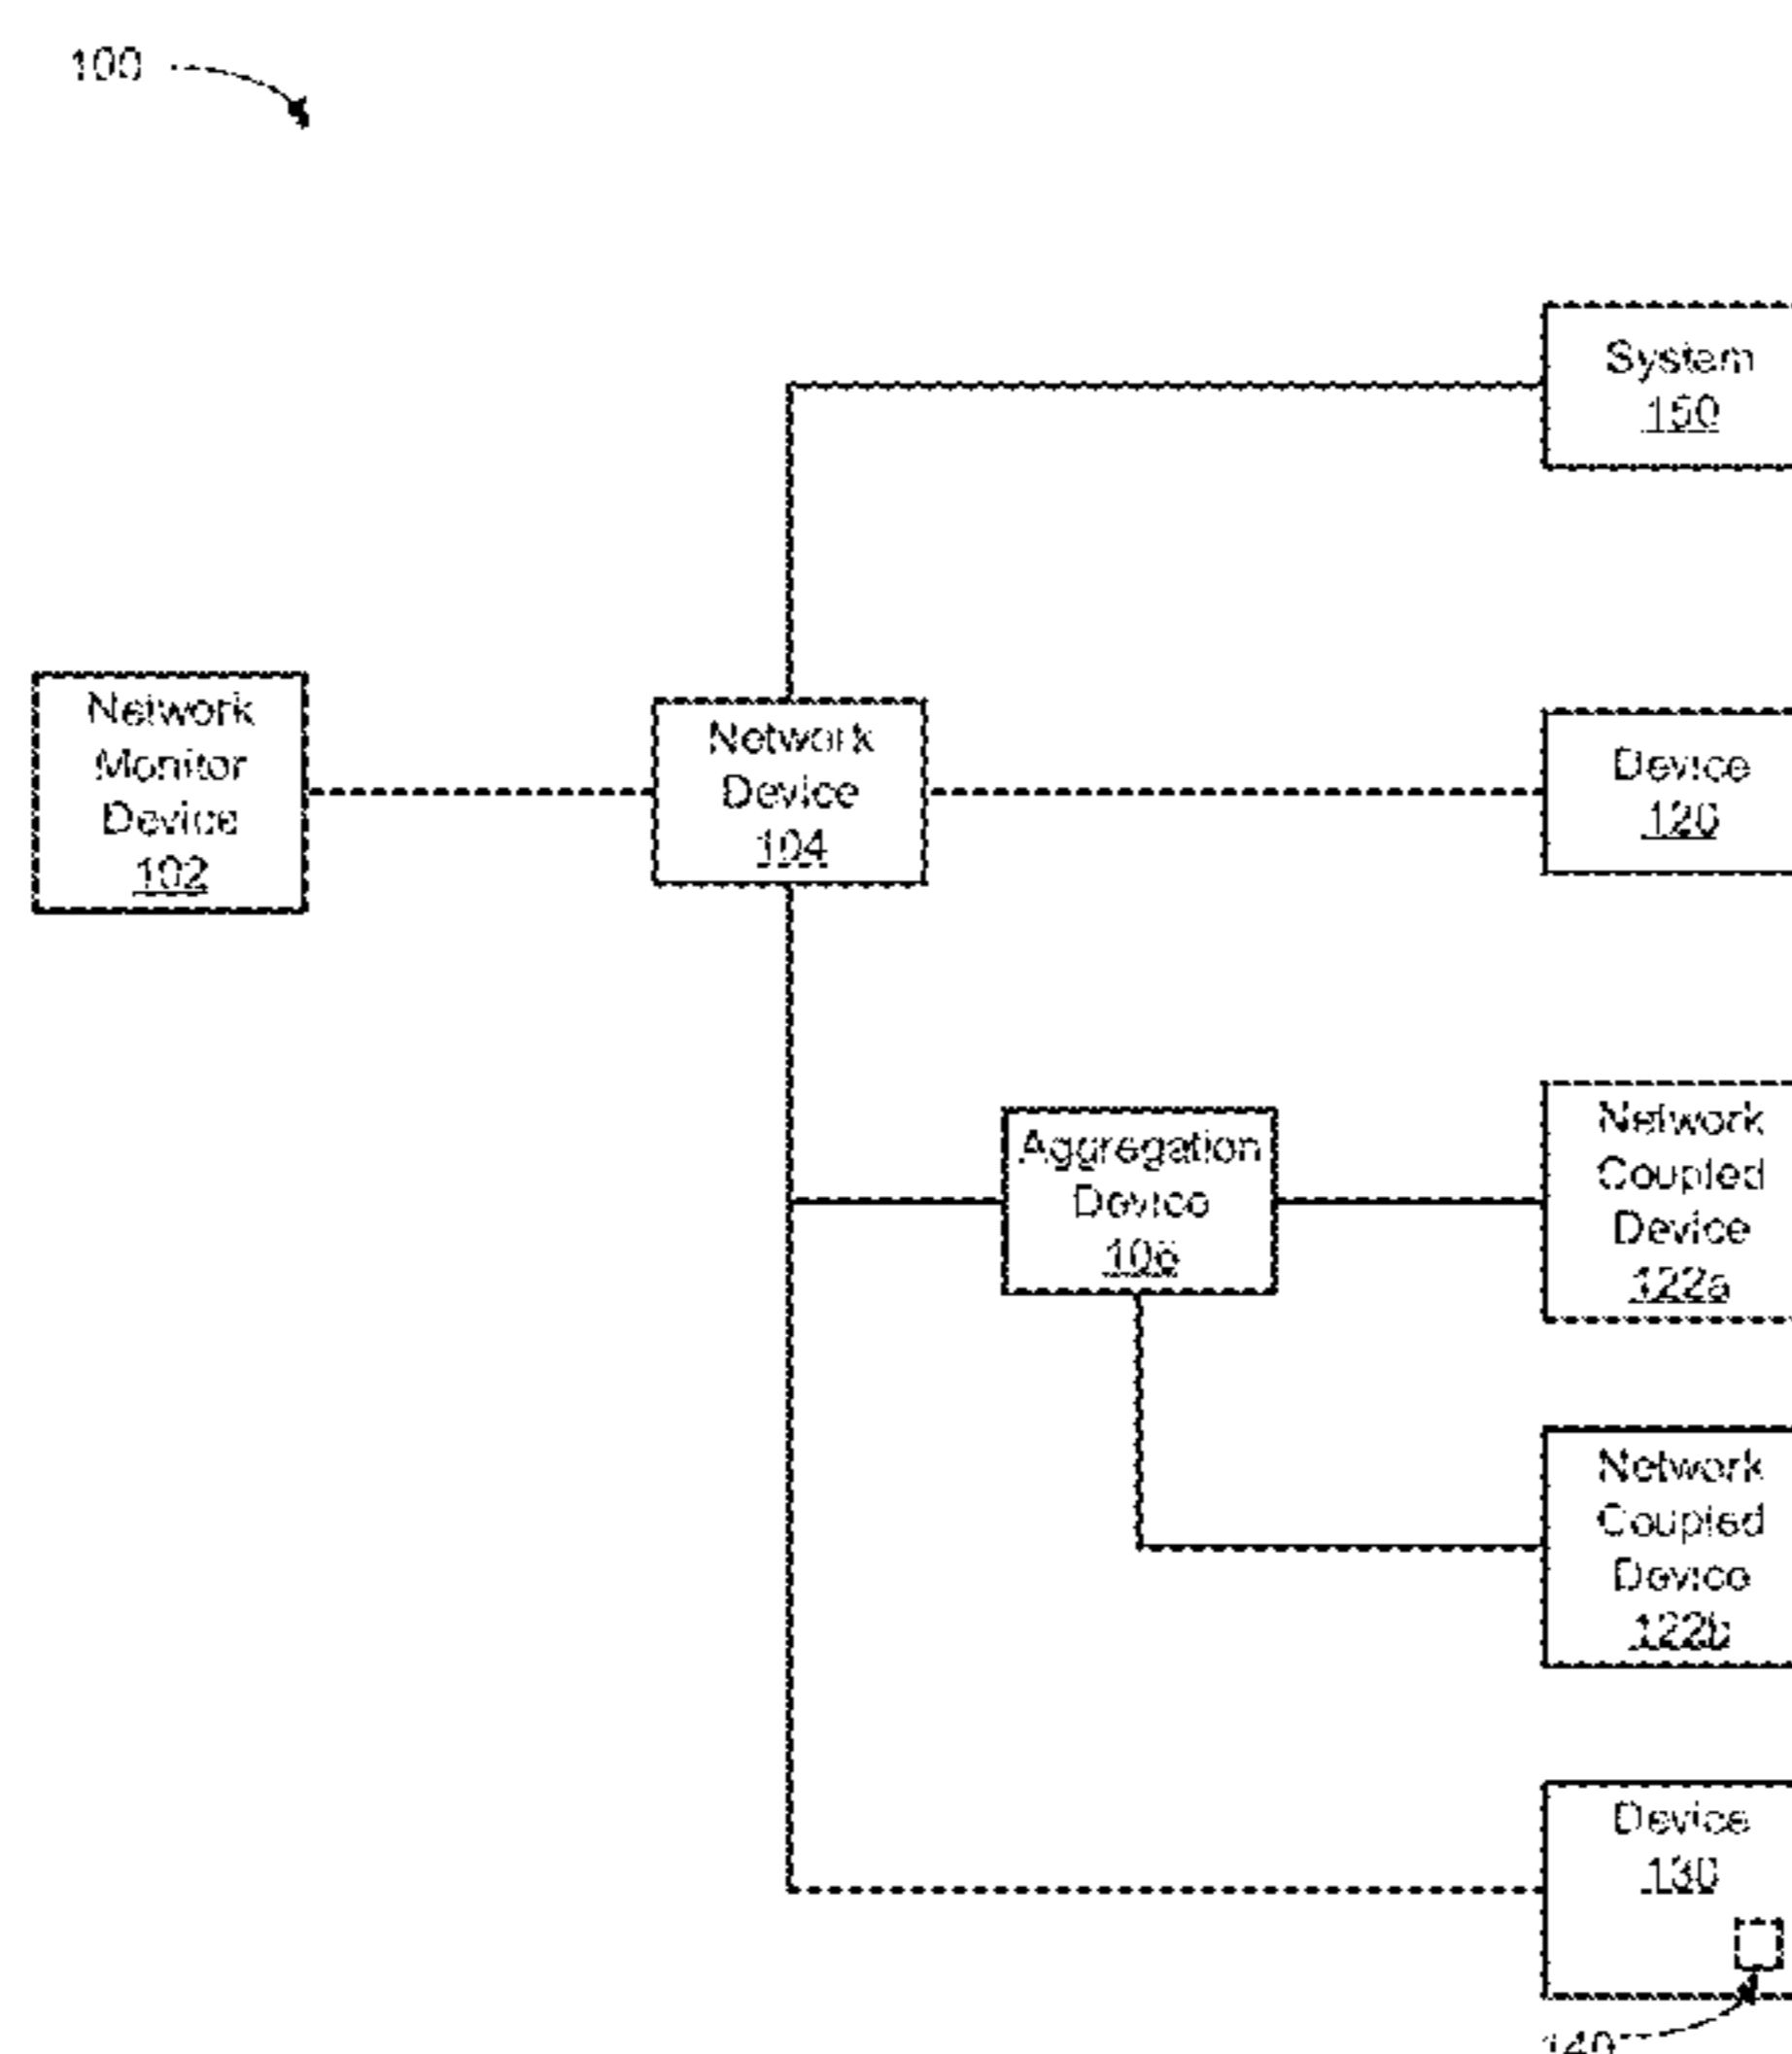 100
System
150
Network
Monitor
Device
102
Network
Device
104
Device
120
Aggregation
Device
106
Network
Coupled
Device
122a
Network
Coupled
Device
122b
Device
130
140